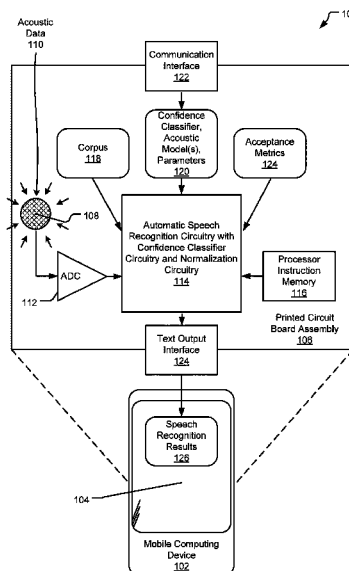 Acoustic
Data
110
10
Communication
Interface
122
Confidence
Classifier,
Acoustic
Model(s),
Parameters
120
Corpus
118
Acceptance
Metrics
124
108
ADC
112
Automatic Speech
Recognition Circuitry with
Confidence Classifier
Circuitry and Normalization
Circuitry
114
Processor
Instruction
Memory
116
Printed Circuit
Board Assembly
106
Text Output
Interface
124
Speech
Recognition
Results
126
104
Mobile Computing
Device
102